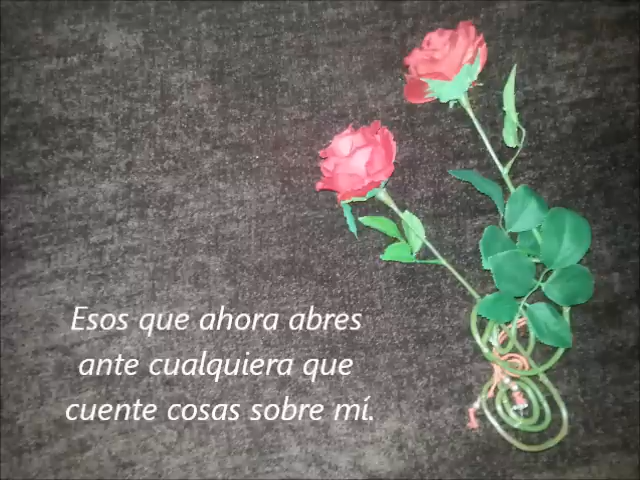 Esos que ahora abres
ante cualquiera que
cuente cosas sobre mí.